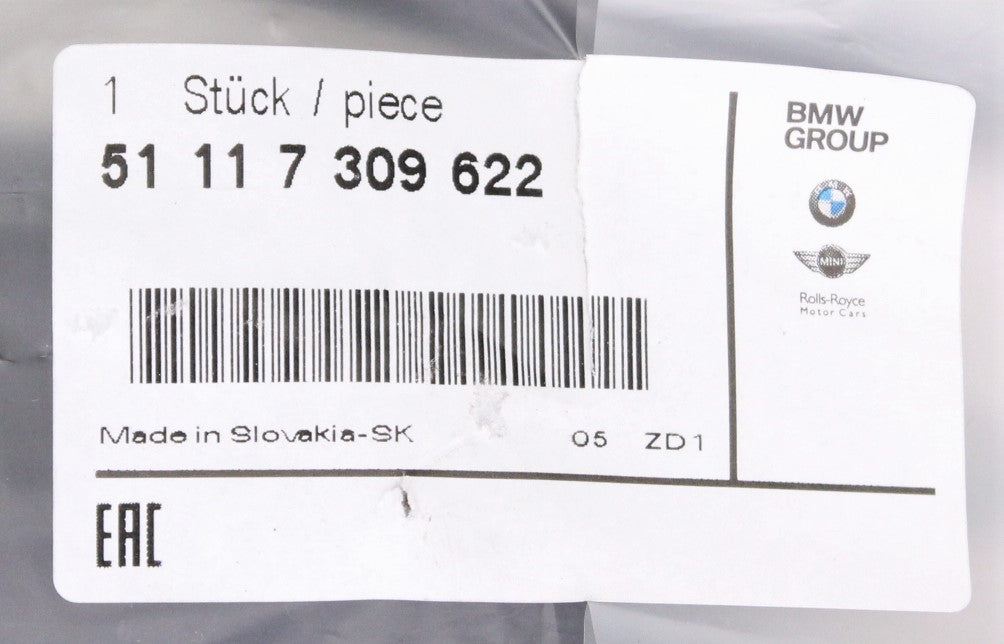 1 Stück / piece
51 11 7 309 622
Made in Slovakia-SK 05 ZD1
EAC
BMW
GROUP
BMW
MINI
Rolls-Royce
Motor Cars